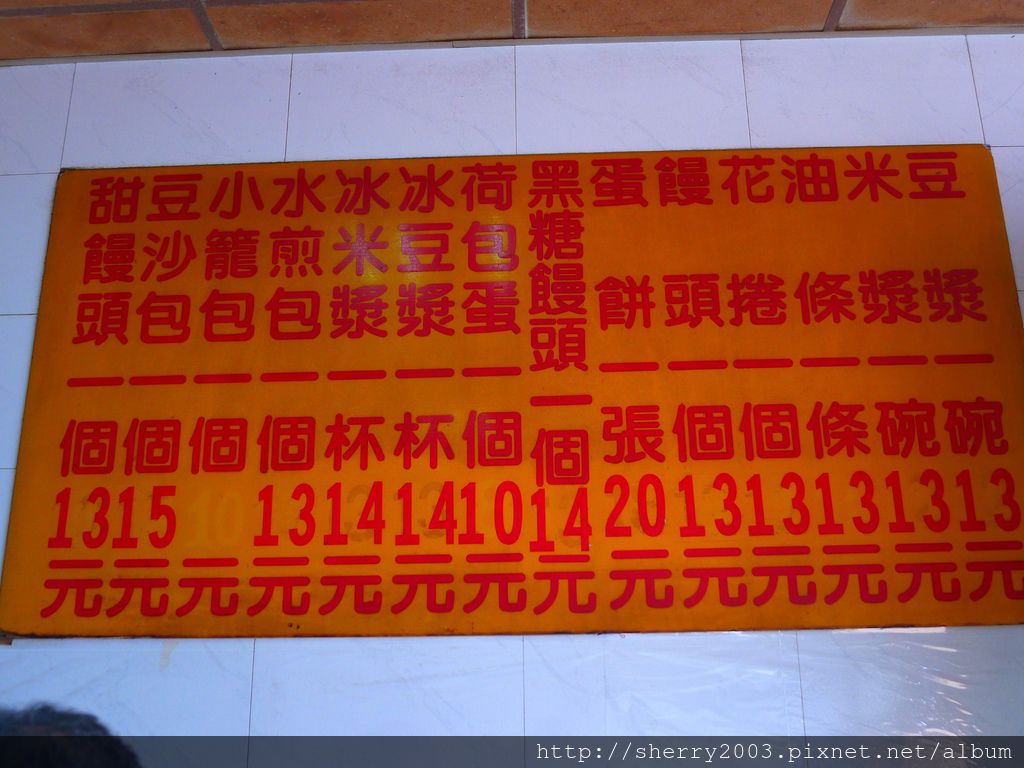 豆漿一碗13元
米漿一碗13元
油條一條13元
花捲一個13元
饅頭一個13元
蛋餅一張20元
黑糖饅頭一個14元
荷包蛋一個10元
冰豆漿一杯14元
冰米漿一杯14元
水煎包一個13元
小籠包一個元
豆沙包一個15元
甜饅頭一個13元
http://sherry2003.pixnet.net/album